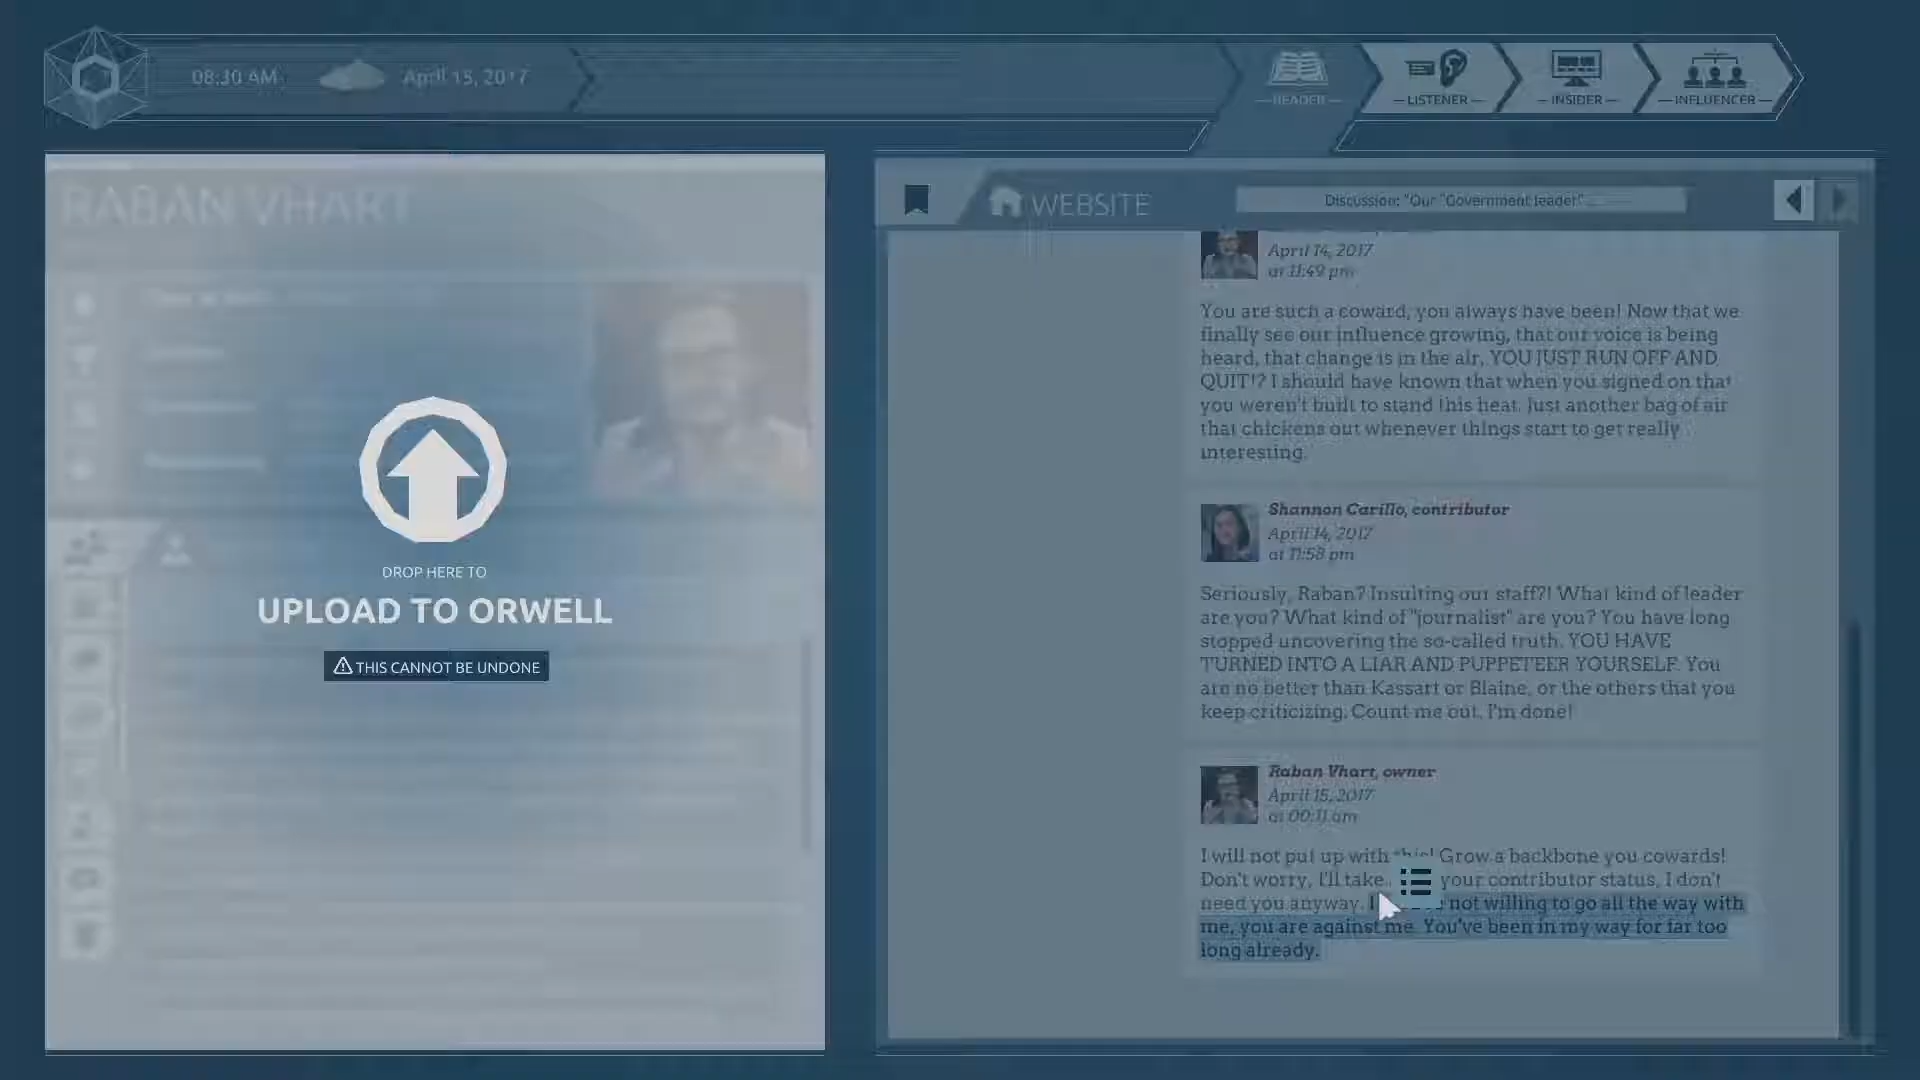 08:30 AM
April 15, 2017
READER
LISTENER
INSIDER
INFLUENCER
RABAN VHART
DROP HERE TO
UPLOAD TO ORWELL
THIS CANNOT BE UNDONE
WEBSITE
Discussion: "Our "Government leader"
April 14, 2017
at 11:49 pm
You are such a coward, you always have been! Now that we
finally see our influence growing, that our voice is being
heard, that change is in the air, YOU JUST RUN OFF AND
QUIT!? I should have known that when you signed on that
you weren't built to stand this heat. Just another bag of air
that chickens out whenever things start to get really
interesting.
Shannon Carillo, contributor
April 14, 2017
at 11:58 pm
Seriously, Raban? Insulting our staff?! What kind of leader
are you? What kind of "journalist" are you? You have long
stopped uncovering the so-called truth. YOU HAVE
TURNED INTO A LIAR AND PUPPETEER YOURSELF. You
are no better than Kassart or Blaine, or the others that you
keep criticizing. Count me out. I'm done!
Raban Vhart, owner
April 15, 2017
at 00:11 am
I will not put up with this! Grow a backbone you cowards!
Don't worry, I'll take your contributor status, I don't
need you anyway. not willing to go all the way with
me, you are against me. You've been in my way for far too
long already.